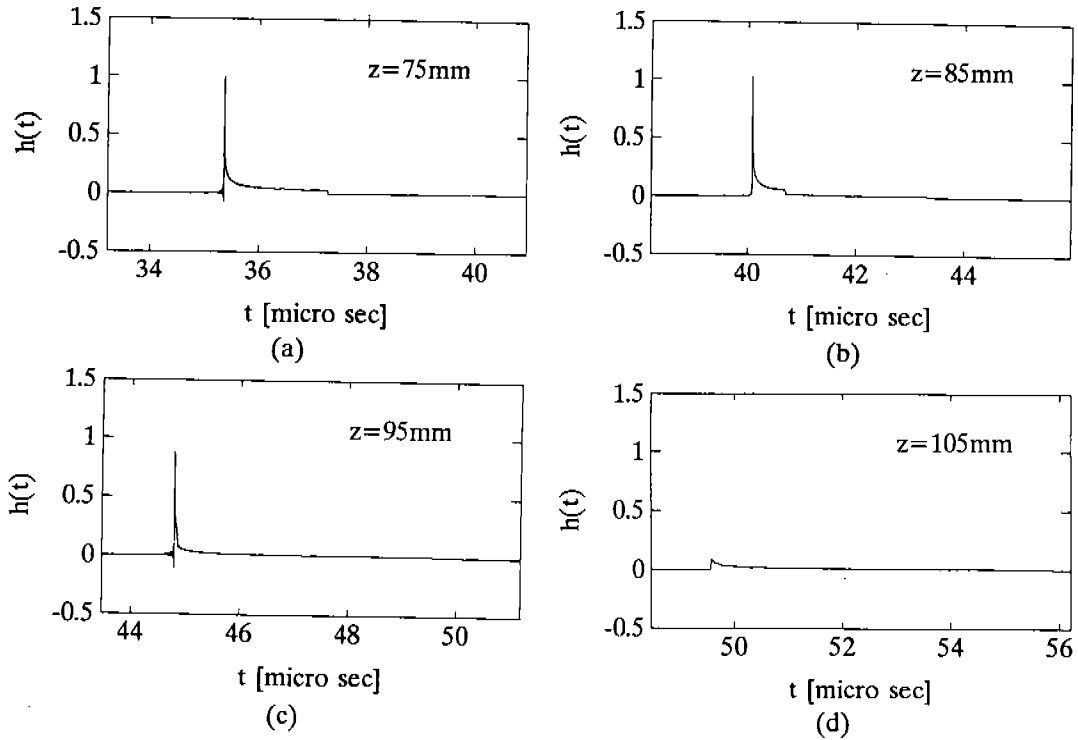 1.5
1
0.5
0
-0.5
h(t)
z=75mm
34 36 38 40
t [micro sec]
(a)
1.5
1
0.5
0
-0.5
h(t)
z=85mm
40 42 44
t [micro sec]
(b)
1.5
1
0.5
0
-0.5
h(t)
z=95mm
44 46 48 50
t [micro sec]
(c)
1.5
1
0.5
0
-0.5
h(t)
z=105mm
50 52 54 56
t [micro sec]
(d)